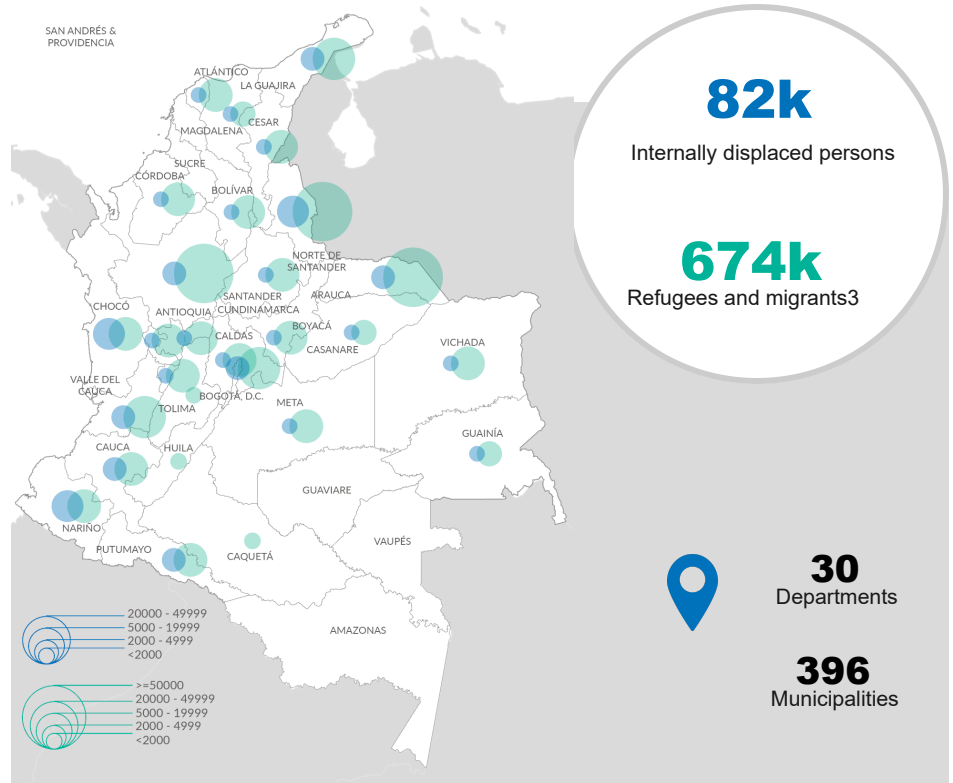 SAN ANDRÉS &
PROVIDENCIA
ATLÁNTICO
LA GUAJIRA
MAGDALENA
CESAR
SUCRE
CÓRDOBA
BOLÍVAR
NORTE DE
SANTANDER
SANTANDER
ARAUCA
CHOCÓ
ANTIOQUIA
CUNDINAMARCA
BOYACÁ
CALDAS
CASANARE
VICHADA
VALLE DEL
CAUCA
TOLIMA
BOGOTÁ, D.C.
META
GUAINÍA
CAUCA
HUILA
GUAVIARE
NARIÑO
PUTUMAYO
CAQUETÁ
VAUPÉS
AMAZONAS
20000 - 49999
5000 - 19999
2000 - 4999
<2000
>=50000
20000 - 49999
5000 - 19999
2000 - 4999
<2000
82k
Internally displaced persons
674k
Refugees and migrants3
30
Departments
396
Municipalities